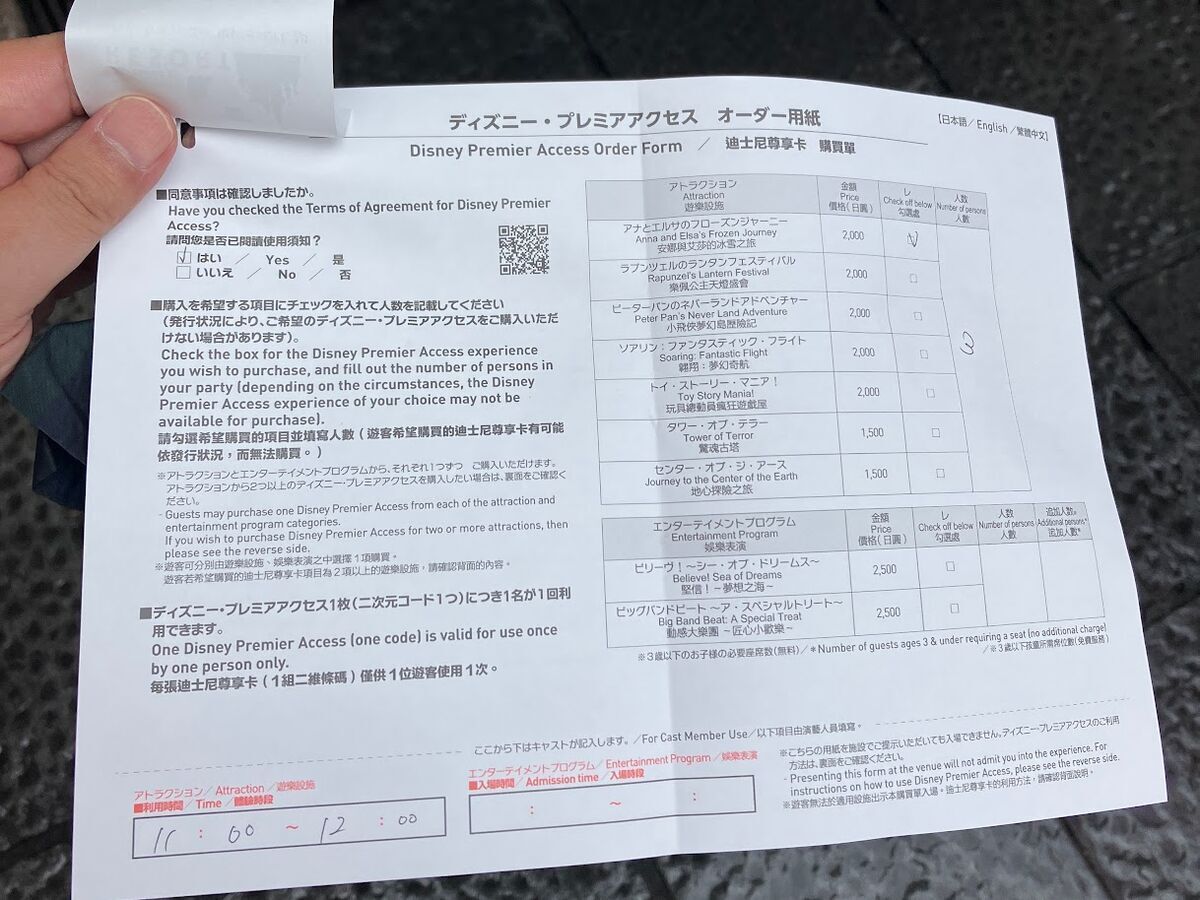 ディズニー・プレミアアクセス オーダー用紙
[日本語／English／繁體中文]
Disney Premier Access Order Form ／ 迪士尼尊享卡 購買單
■同意事項は確認しましたか。
Have you checked the Terms of Agreement for Disney Premier
Access?
請問您是否已閱讀使用須知？
はい ／ Yes ／ 是
いいえ ／ No ／ 否
■購入を希望する項目にチェックを入れて人数を記載してください
（発行状況により、ご希望のディズニー・プレミアアクセスをご購入いただ
けない場合があります）。
Check the box for the Disney Premier Access experience
you wish to purchase, and fill out the number of persons in
your party (depending on the circumstances, the Disney
Premier Access experience of your choice may not be
available for purchase).
請勾選希望購買的項目並填寫人數（遊客希望購買的迪士尼尊享卡有可能
依發行狀況，而無法購買。）
※アトラクションとエンターテイメントプログラムから、それぞれ1つずつ ご購入いただけます。
アトラクションから2つ以上のディズニー・プレミアアクセスを購入したい場合は、裏面をご確認く
ださい。
- Guests may purchase one Disney Premier Access from each of the attraction and
entertainment program categories.
If you wish to purchase Disney Premier Access for two or more attractions, then
please see the reverse side.
※遊客可分別由遊樂設施、娛樂表演之中選擇1項購買。
遊客若希望購買的迪士尼尊享卡項目為2項以上的遊樂設施，請確認背面的內容。
■ディズニー・プレミアアクセス1枚（二次元コード1つ）につき1名が1回利
用できます。
One Disney Premier Access (one code) is valid for use once
by one person only.
每張迪士尼尊享卡（1組二維條碼）僅供1位遊客使用1次。
アトラクション
Attraction
遊樂設施
金額
Price
價格（日圓）
レ
Check off below
勾選處
人数
Number of persons
人數
アナとエルサのフローズンジャーニー
Anna and Elsa's Frozen Journey
安娜與艾莎的冰雪之旅
2,000
ラプンツェルのランタンフェスティバル
Rapunzel's Lantern Festival
樂佩公主天燈盛會
2,000
ピーターパンのネバーランドアドベンチャー
Peter Pan's Never Land Adventure
小飛俠夢幻島歷險記
2,000
ソアリン：ファンタスティック・フライト
Soaring: Fantastic Flight
翱翔：夢幻奇航
2,000
トイ・ストーリー・マニア！
Toy Story Mania!
玩具總動員瘋狂遊戲屋
2,000
タワー・オブ・テラー
Tower of Terror
驚魂古塔
1,500
センター・オブ・ジ・アース
Journey to the Center of the Earth
地心探險之旅
1,500
エンターテイメントプログラム
Entertainment Program
娛樂表演
金額
Price
價格（日圓）
レ
Check off below
勾選處
人数
Number of persons
人數
追加人数*
Additional persons*
追加人數*
ビリーヴ！～シー・オブ・ドリームス～
Believe! Sea of Dreams
堅信！～夢想之海～
2,500
ビッグバンドビート ～ア・スペシャルトリート～
Big Band Beat: A Special Treat
動感大樂團 ～匠心小歡樂～
2,500
※3歳以下のお子様の必要座席数（無料）／* Number of guests ages 3 & under requiring a seat (no additional charge)
／※3歲以下孩童所需席位數（免費服務）
ここから下はキャストが記入します。／For Cast Member Use／以下項目由演藝人員填寫。
アトラクション／Attraction／遊樂設施
■利用時間／Time／體驗時段
11 : 00 ～ 12 : 00
エンターテイメントプログラム／Entertainment Program／娛樂表演
■入場時間／Admission time／入場時段
: ～ :
※こちらの用紙を施設でご提示いただいても入場できません。ディズニー・プレミアアクセスのご利用
方法は、裏面をご確認ください。
- Presenting this form at the venue will not admit you into the experience. For
instructions on how to use Disney Premier Access, please see the reverse side.
※遊客無法於適用設施出示本購買單入場。迪士尼尊享卡的利用方法，請確認背面說明。